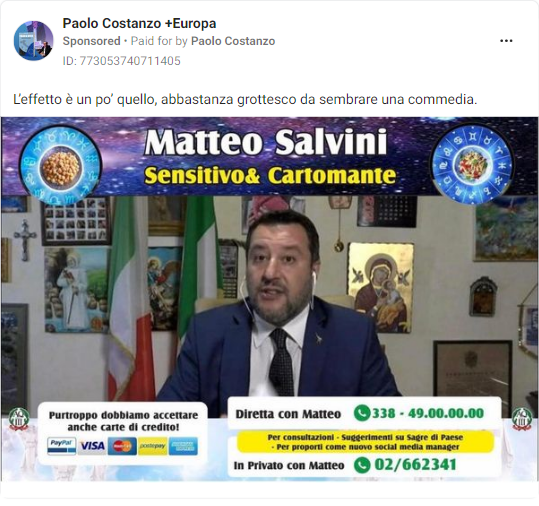 Paolo Costanzo +Europa
Sponsored • Paid for by Paolo Costanzo
ID: 773053740711405
L'effetto è un po' quello, abbastanza grottesco da sembrare una commedia.
Matteo Salvini
Sensitivo& Cartomante
Purtroppo dobbiamo accettare
anche carte di credito!
PayPal VISA MasterCard postepay
Diretta con Matteo 338 - 49.00.00.00
Per consultazioni - Suggerimenti su Sagre di Paese
- Per proporti come nuovo social media manager
In Privato con Matteo 02/662341